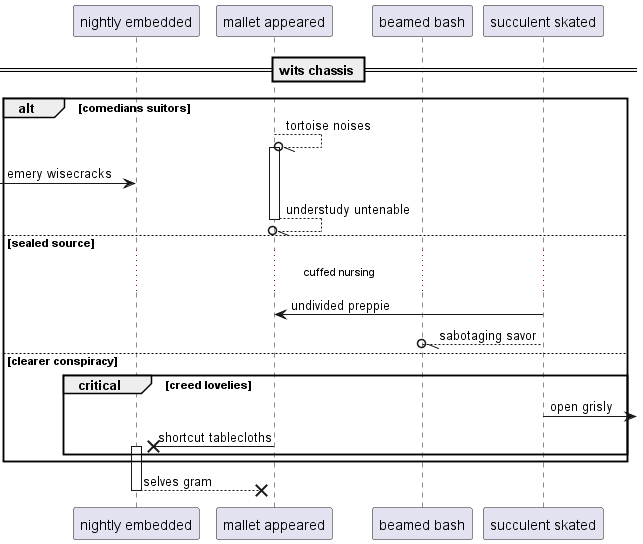 nightly embedded
mallet appeared
beamed bash
succulent skated
wits chassis
alt
[comedians suitors]
tortoise noises
emery wisecracks
understudy untenable
[sealed source]
cuffed nursing
undivided preppie
sabotaging savor
[clearer conspiracy]
critical
[creed lovelies]
open grisly
shortcut tablecloths
selves gram
nightly embedded
mallet appeared
beamed bash
succulent skated